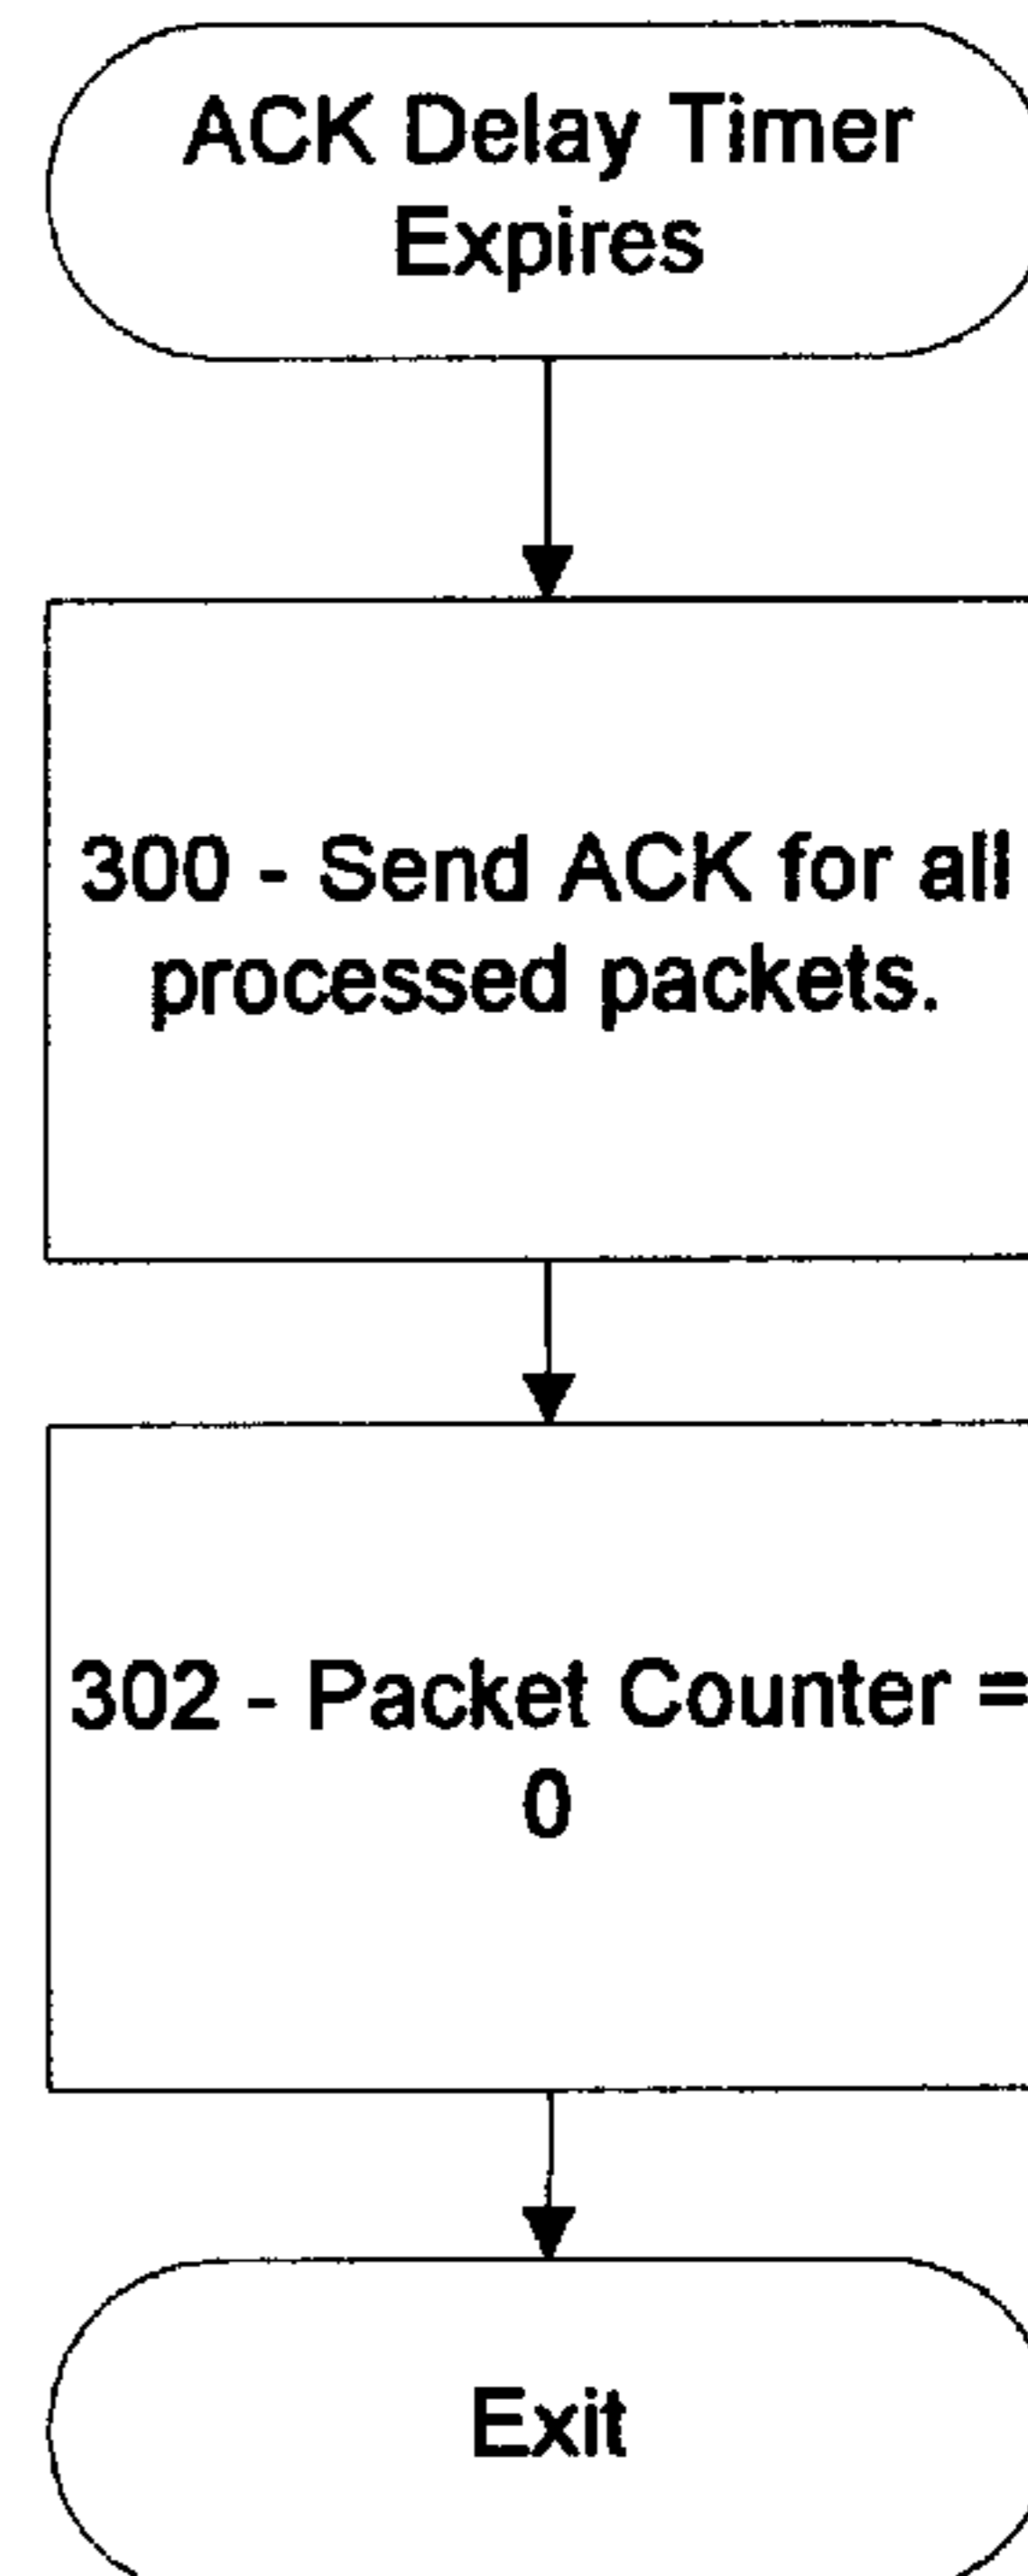 ACK Delay Timer
Expires
300 - Send ACK for all
processed packets.
302 - Packet Counter =
0
Exit